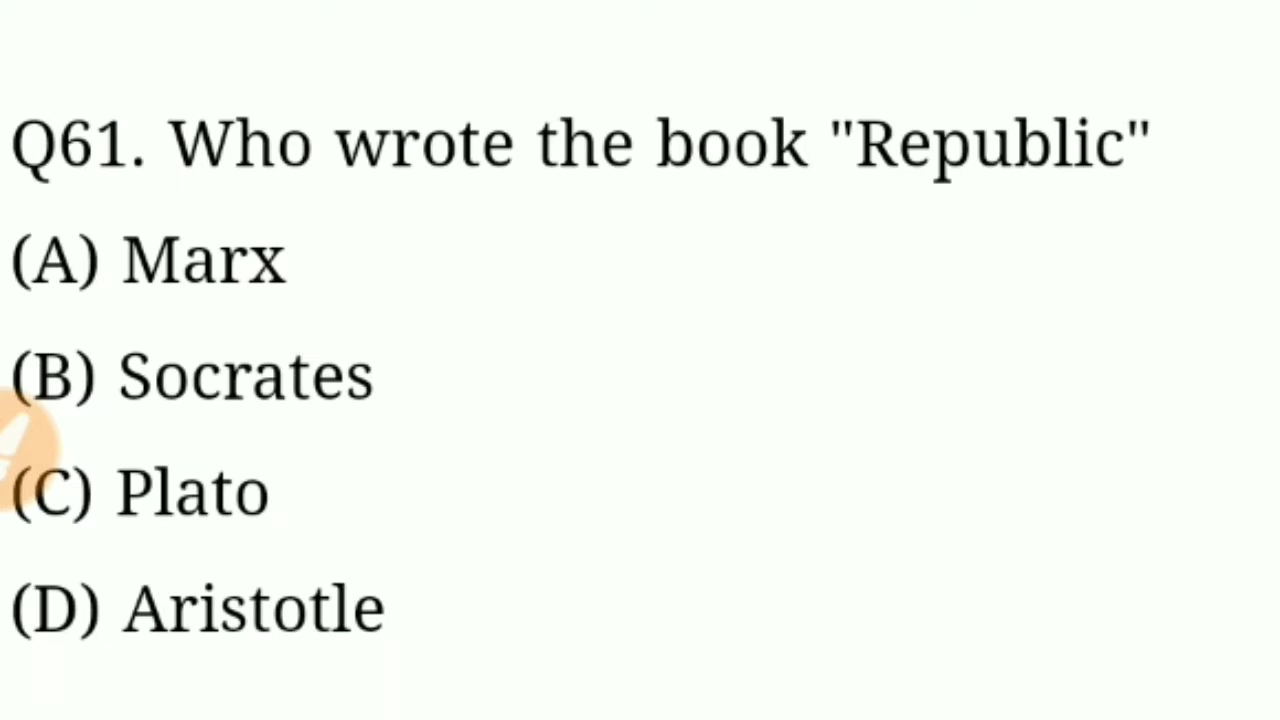 Q61. Who wrote the book "Republic"
(A) Marx
(B) Socrates
(C) Plato
(D) Aristotle